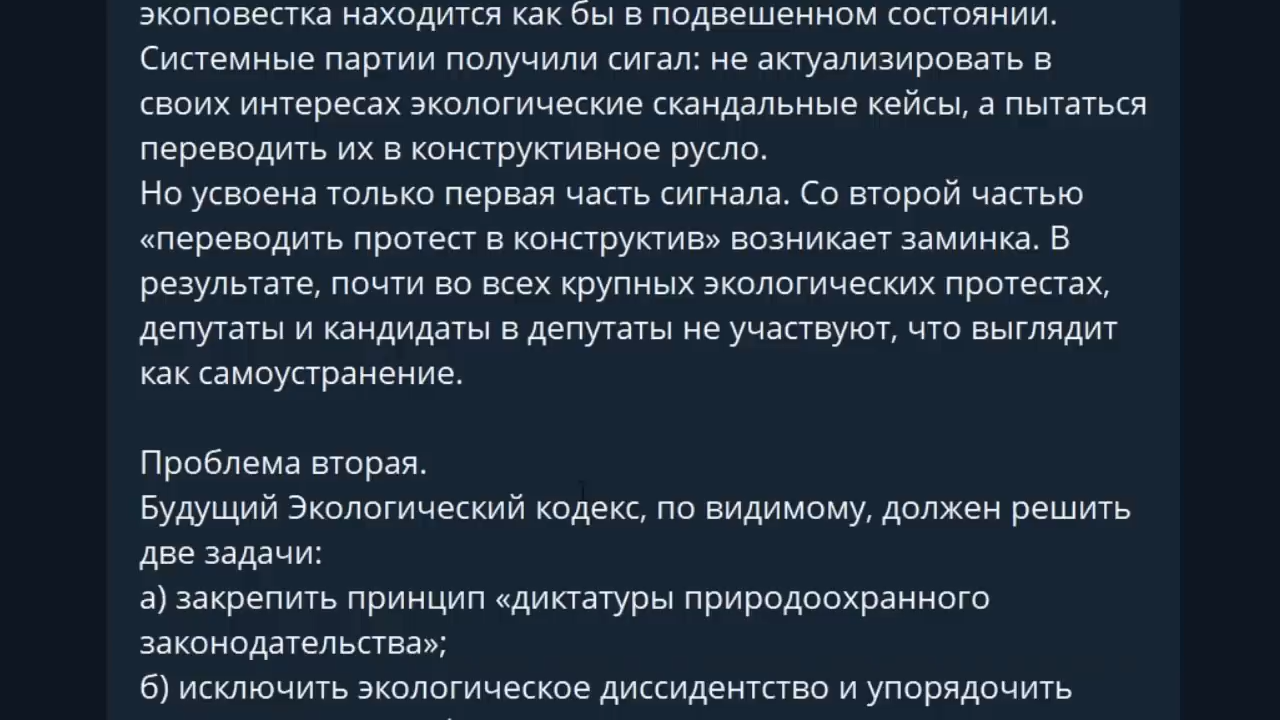 экоповестка находится как бы в подвешенном состоянии.
Системные партии получили сигал: не актуализировать в
своих интересах экологические скандальные кейсы, а пытаться
переводить их в конструктивное русло.
Но усвоена только первая часть сигнала. Со второй частью
«переводить протест в конструктив» возникает заминка. В
результате, почти во всех крупных экологических протестах,
депутаты и кандидаты в депутаты не участвуют, что выглядит
как самоустранение.
Проблема вторая.
Будущий Экологический кодекс, по видимому, должен решить
две задачи:
а) закрепить принцип «диктатуры природоохранного
законодательства»;
б) исключить экологическое диссидентство и упорядочить